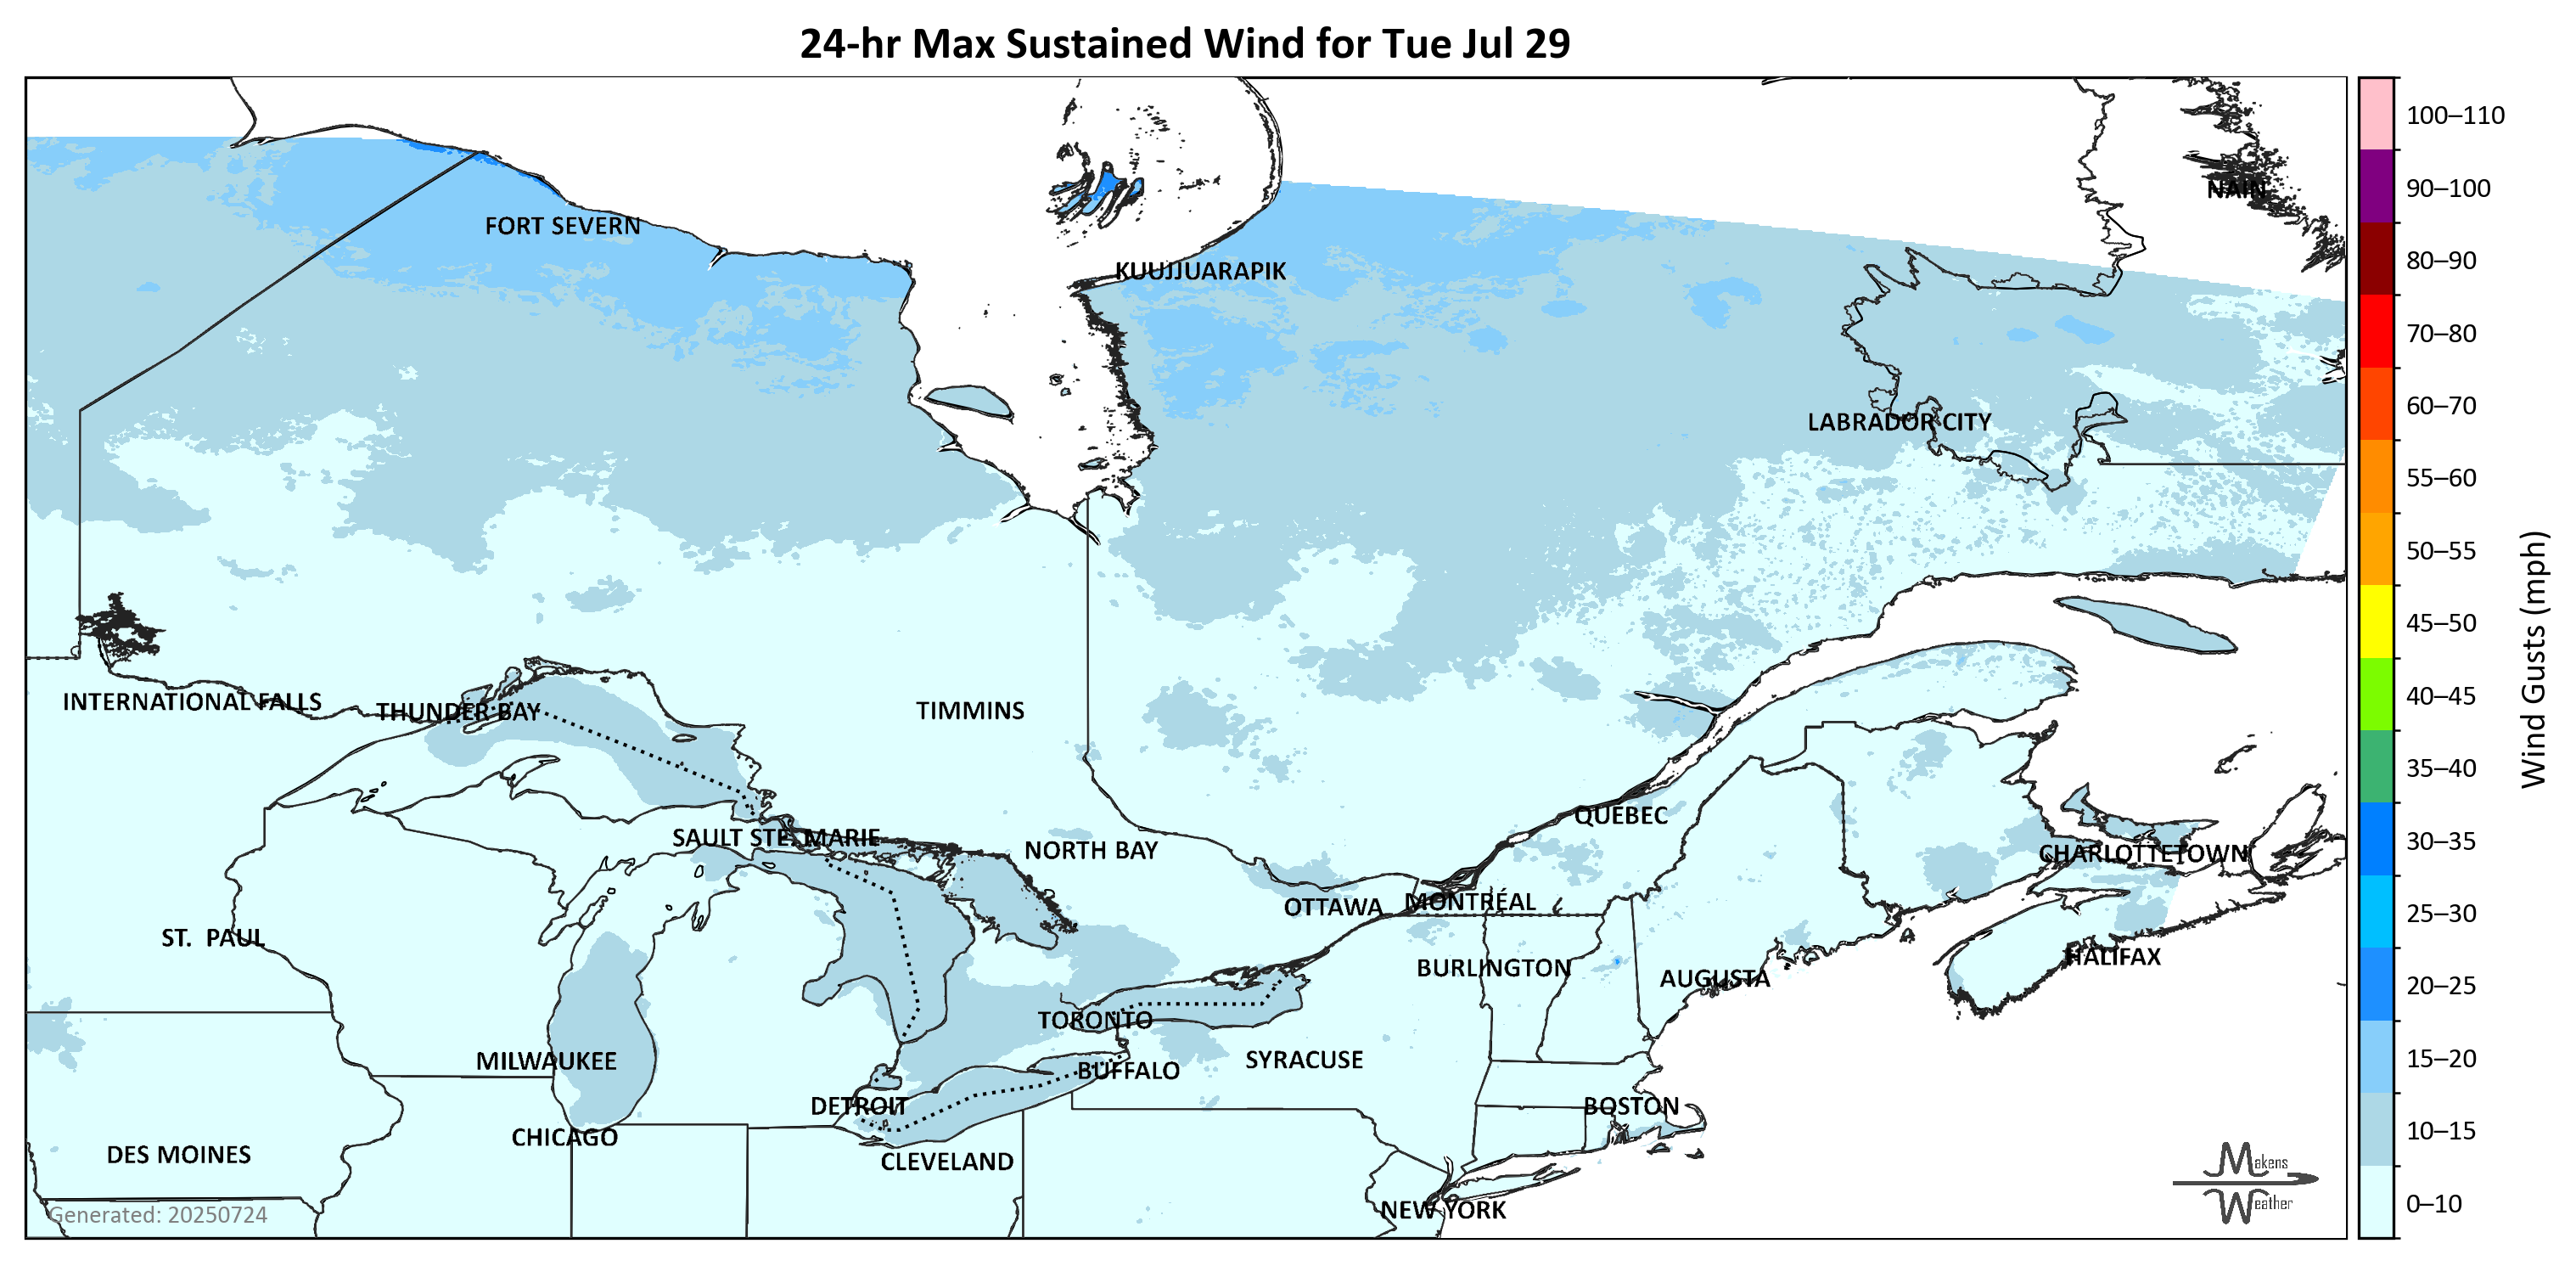 24-hr Max Sustained Wind for Tue Jul 29
100–110
90–100
NAIN
FORT SEVERN
80–90
KUUJJUARAPIK
70–80
60–70
LABRADOR CITY
55–60
50–55
45–50
Wind Gusts (mph)
40–45
INTERNATIONAL FALLS
THUNDER BAY
TIMMINS
35–40
QUÉBEC
30–35
SAULT STE. MARIE
NORTH BAY
CHARLOTTETOWN
OTTAWA
MONTRÉAL
25–30
ST. PAUL
HALIFAX
BURLINGTON
AUGUSTA
20–25
TORONTO
MILWAUKEE
SYRACUSE
15–20
BUFFALO
DETROIT
BOSTON
CHICAGO
10–15
DES MOINES
CLEVELAND
Makens
Weather
0–10
NEW YORK
Generated: 20250724